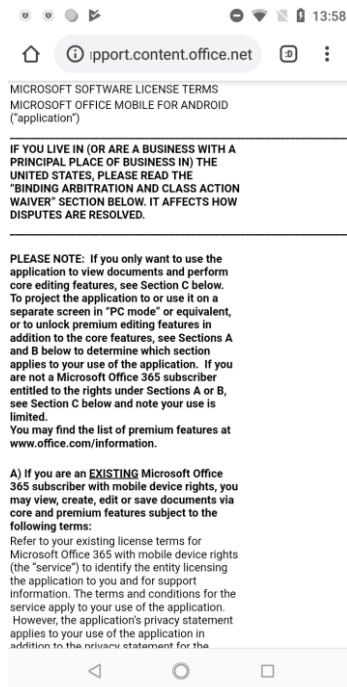 13:58
pport.content.office.net
:D
MICROSOFT SOFTWARE LICENSE TERMS
MICROSOFT OFFICE MOBILE FOR ANDROID
("application")
IF YOU LIVE IN (OR ARE A BUSINESS WITH A
PRINCIPAL PLACE OF BUSINESS IN) THE
UNITED STATES, PLEASE READ THE
"BINDING ARBITRATION AND CLASS ACTION
WAIVER" SECTION BELOW. IT AFFECTS HOW
DISPUTES ARE RESOLVED.
PLEASE NOTE:  If you only want to use the
application to view documents and perform
core editing features, see Section C below.
To project the application to or use it on a
separate screen in "PC mode" or equivalent,
or to unlock premium editing features in
addition to the core features, see Sections A
and B below to determine which section
applies to your use of the application.  If you
are not a Microsoft Office 365 subscriber
entitled to the rights under Sections A or B,
see Section C below and note your use is
limited.
You may find the list of premium features at
www.office.com/information.
A) If you are an EXISTING Microsoft Office
365 subscriber with mobile device rights, you
may view, create, edit or save documents via
core and premium features subject to the
following terms:
Refer to your existing license terms for
Microsoft Office 365 with mobile device rights
(the "service") to identify the entity licensing
the application to you and for support
information. The terms and conditions for the
service apply to your use of the application.
However, the application's privacy statement
applies to your use of the application in
addition to the privacy statement for the